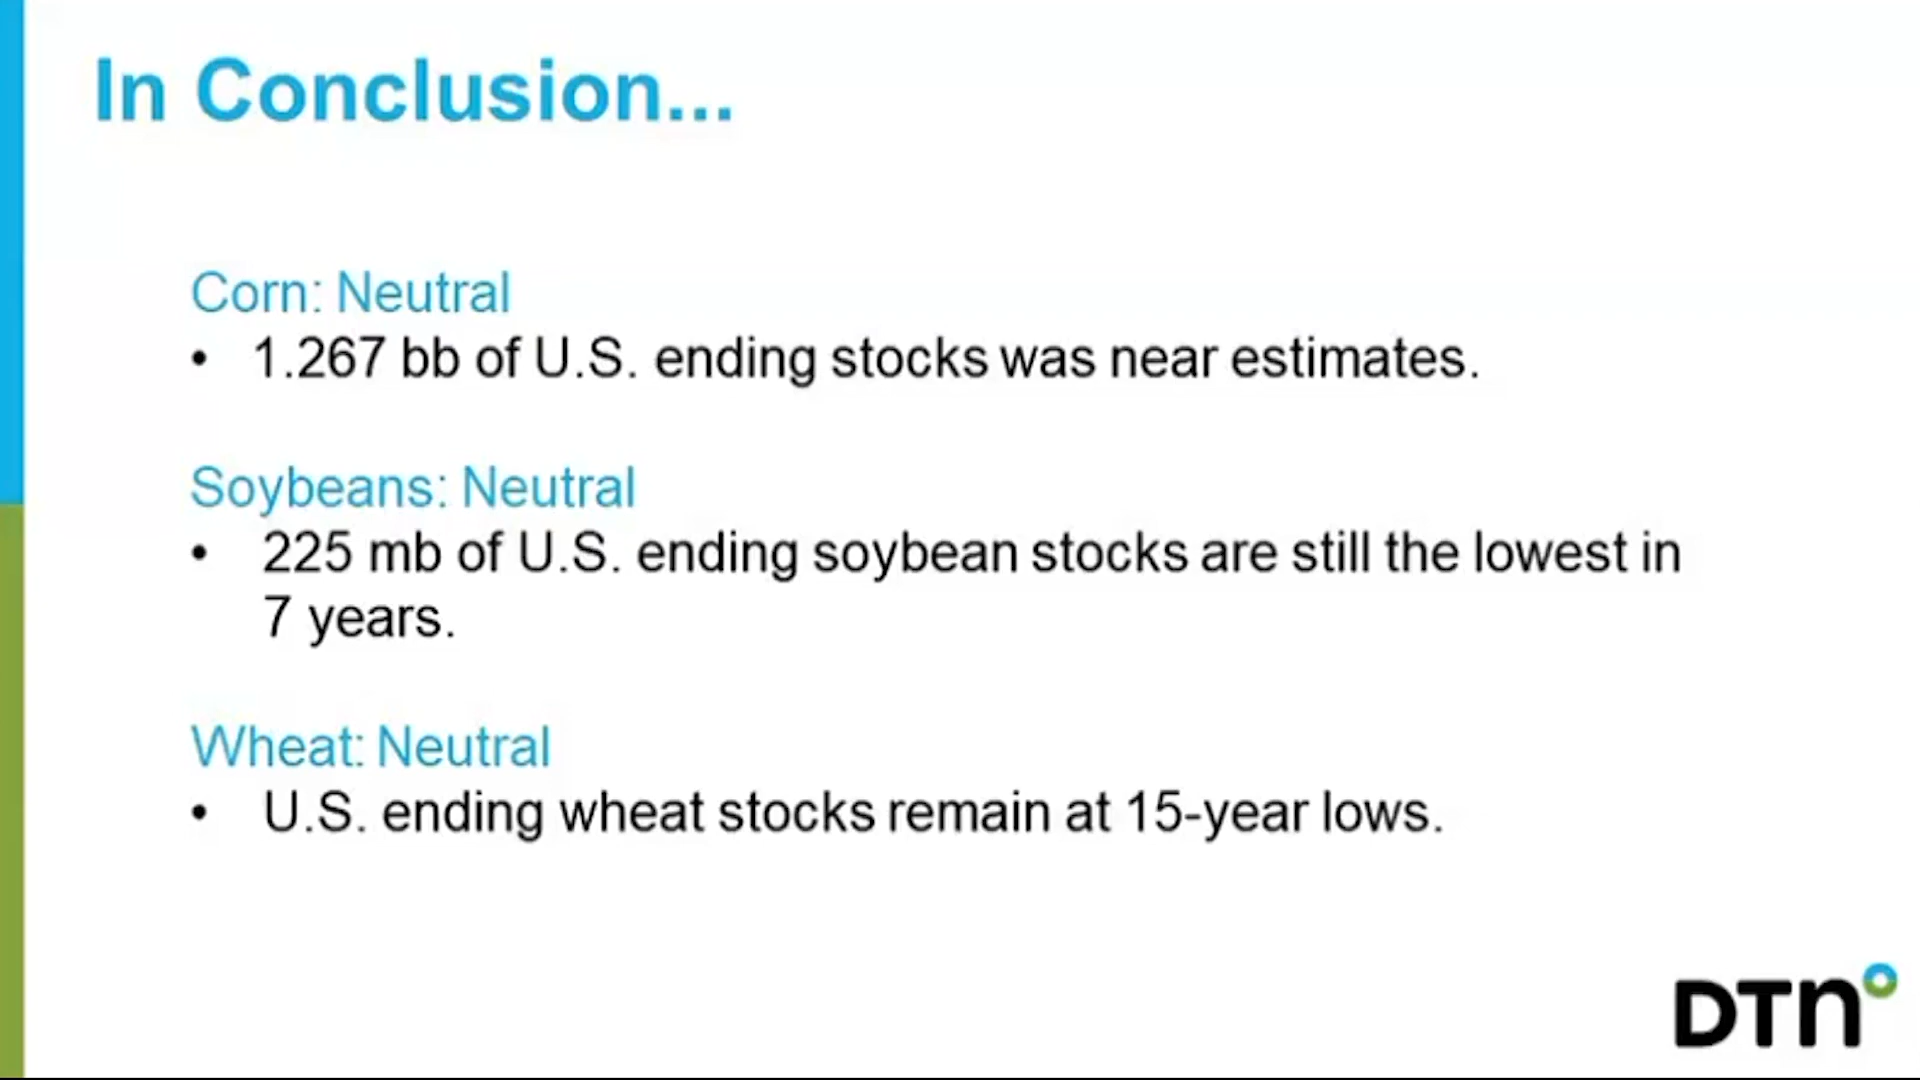 In Conclusion...
Corn: Neutral
• 1.267 bb of U.S. ending stocks was near estimates.
Soybeans: Neutral
• 225 mb of U.S. ending soybean stocks are still the lowest in
7 years.
Wheat: Neutral
• U.S. ending wheat stocks remain at 15-year lows.
DTN